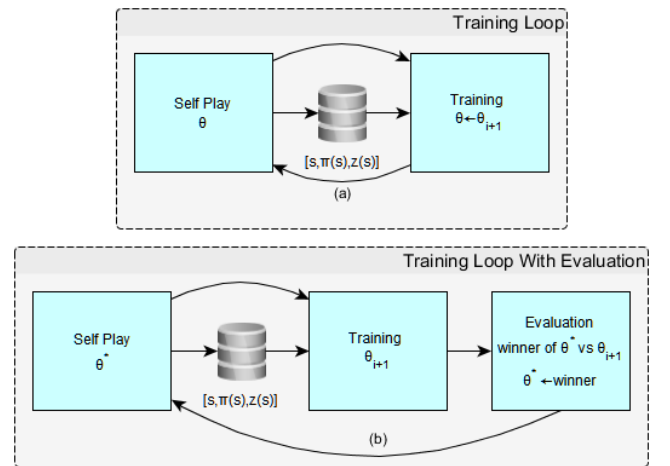 Training Loop
Self Play
θ
Training
θ←θi+1
[s,π(s),z(s)]
(a)
Training Loop With Evaluation
Self Play
θ*
Training
θi+1
Evaluation
winner of θ* vs θi+1
θ* ←winner
[s,π(s),z(s)]
(b)